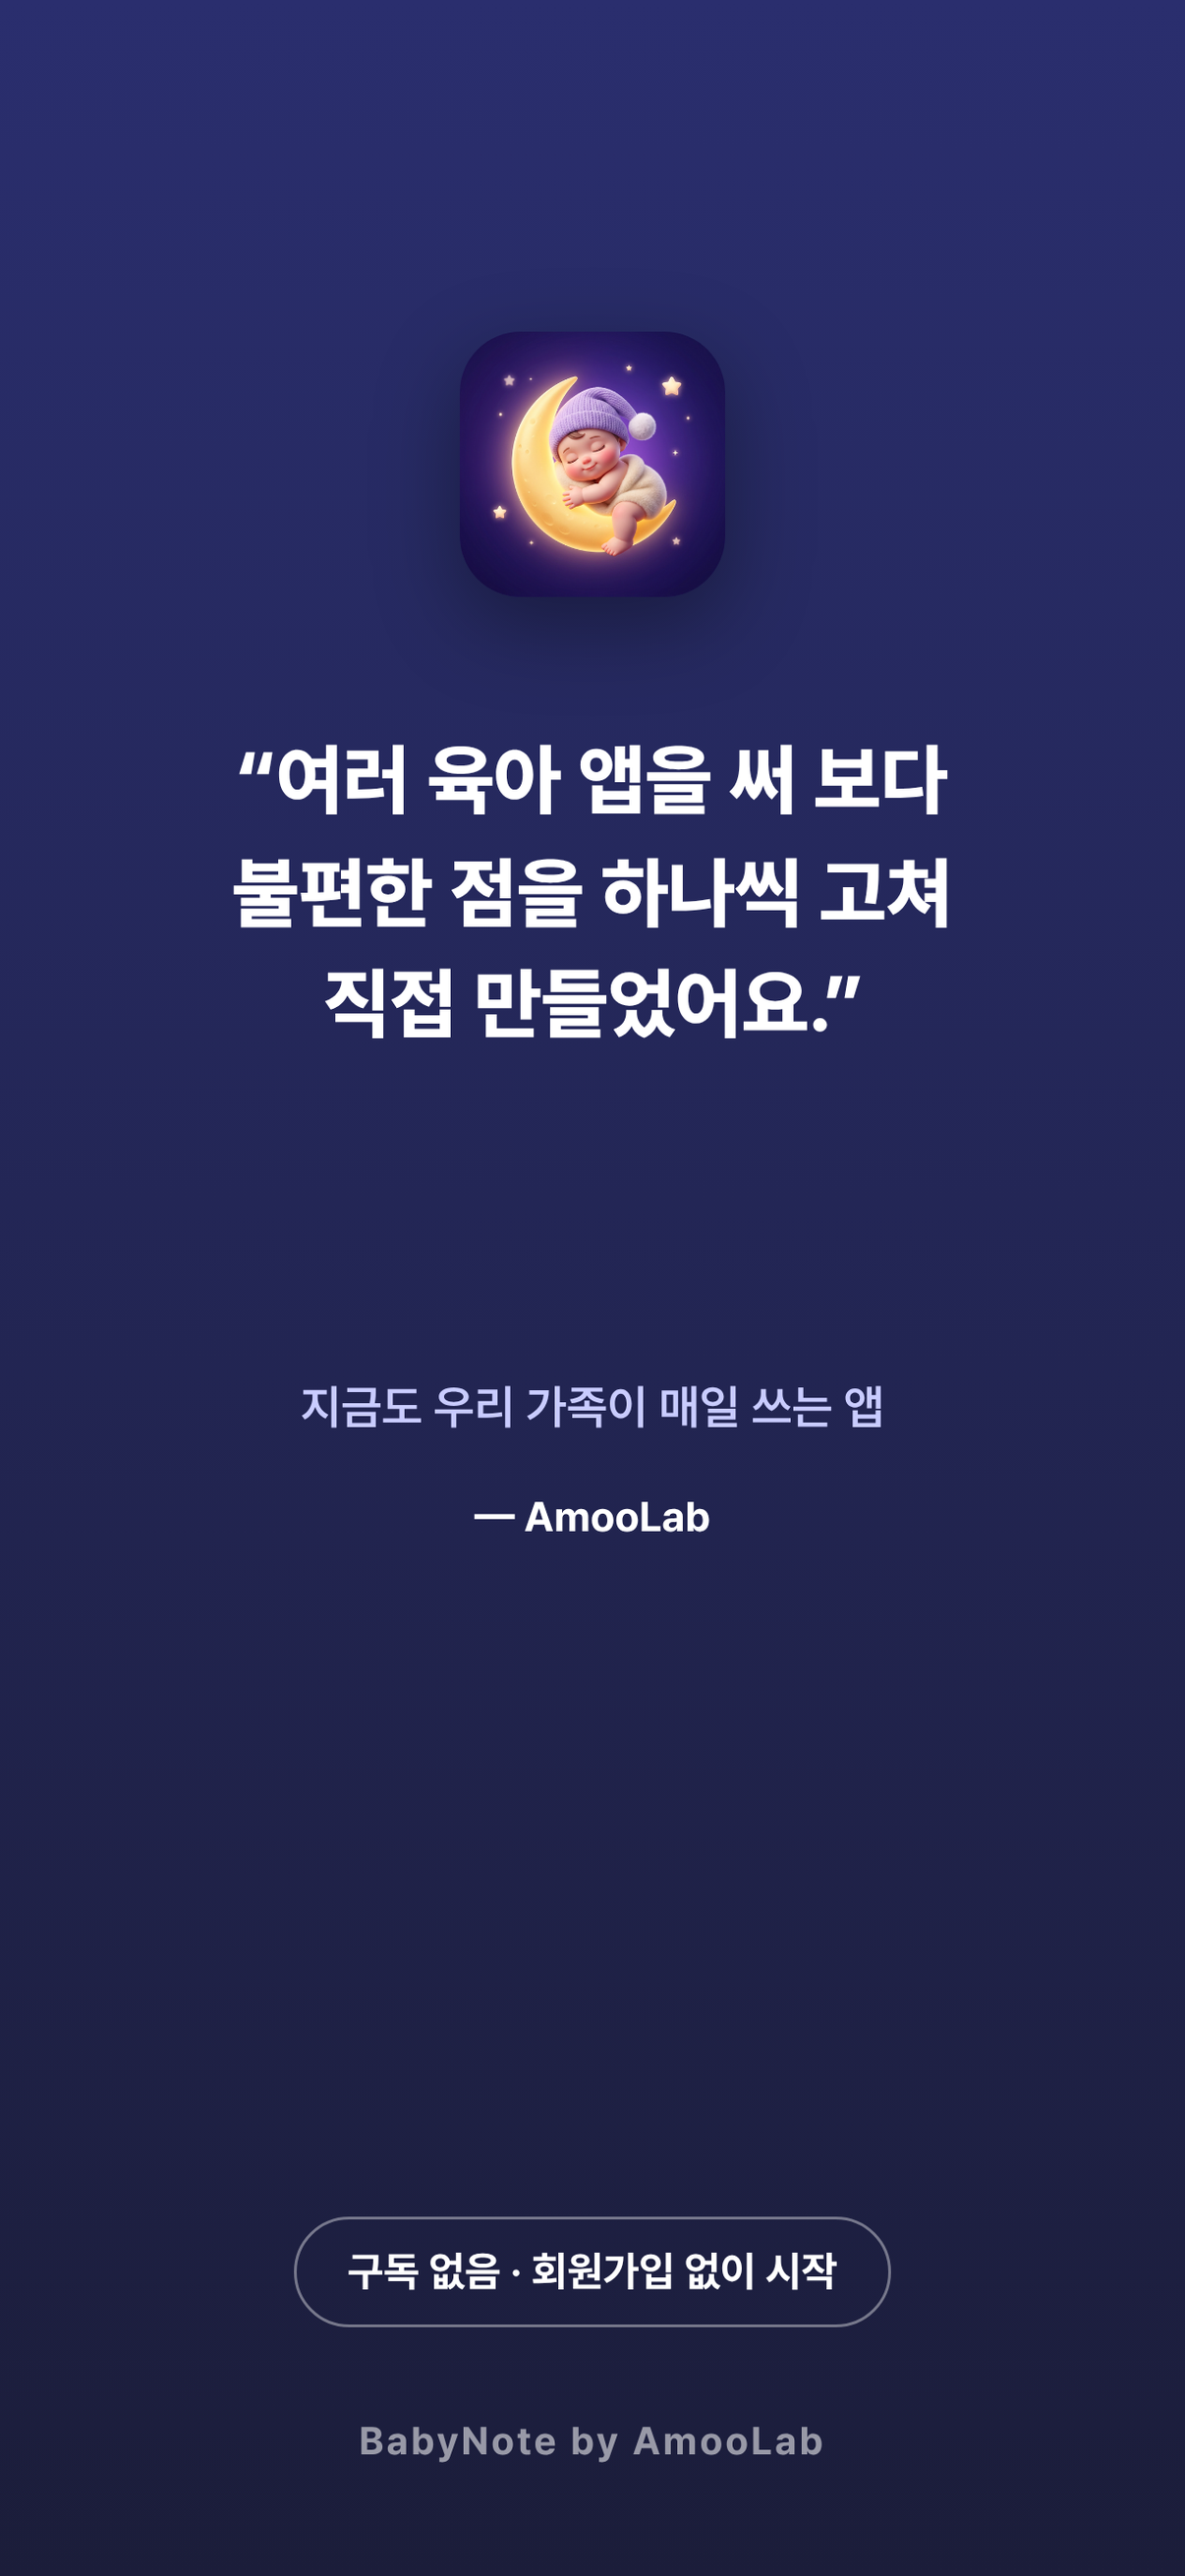 “여러 육아 앱을 써 보다
불편한 점을 하나씩 고쳐
직접 만들었어요.”
지금도 우리 가족이 매일 쓰는 앱
— AmooLab
구독 없음 · 회원가입 없이 시작
BabyNote by AmooLab